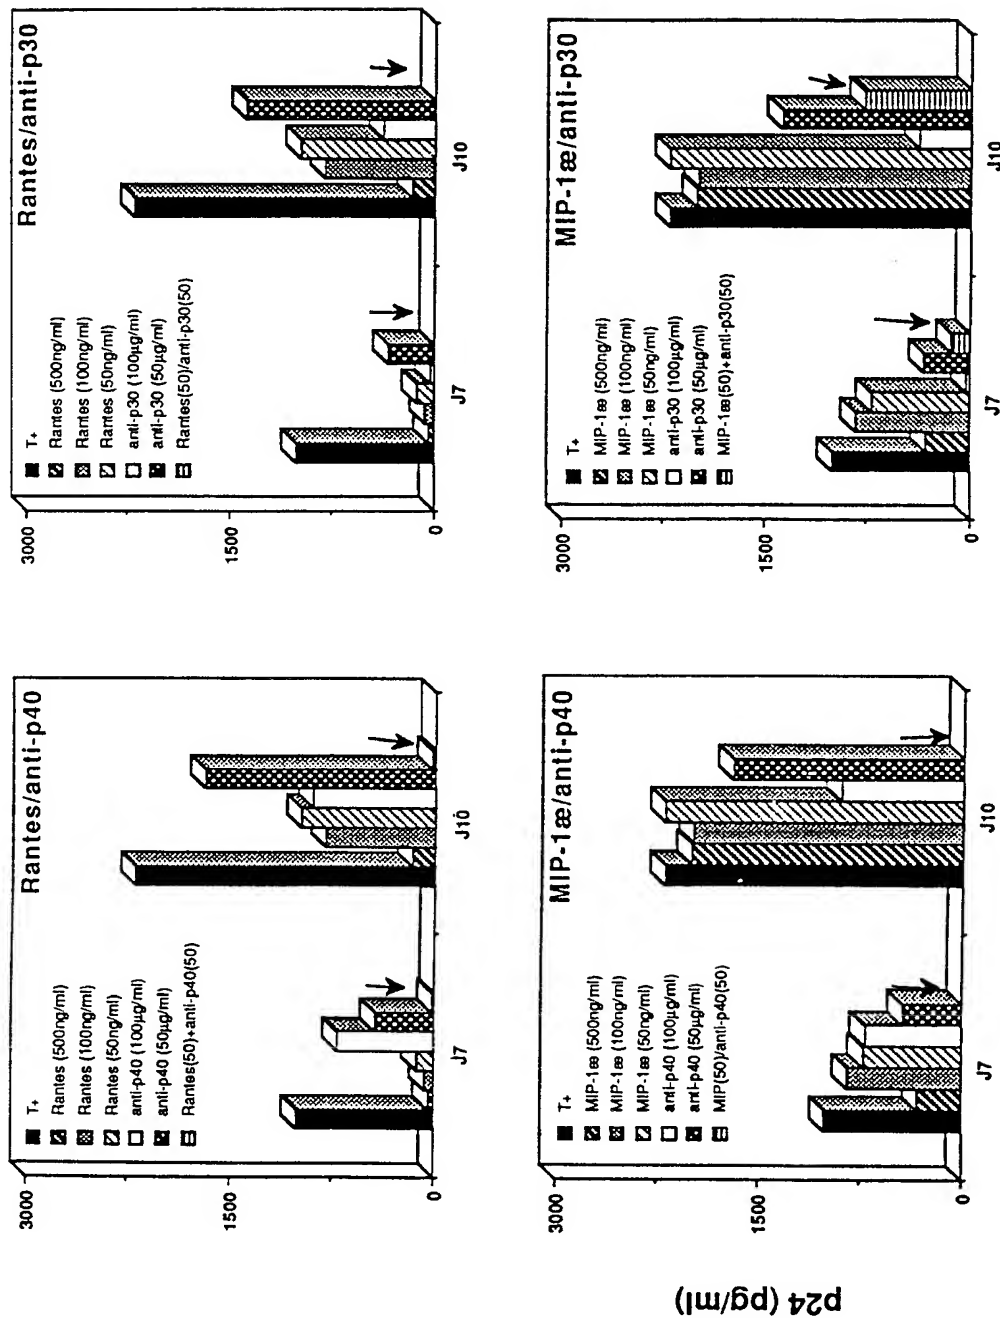 p24 (pg/ml)
Rantes/anti-p40
3000
1500
0
T+
Rantes (500ng/ml)
Rantes (100ng/ml)
Rantes (50ng/ml)
anti-p40 (100µg/ml)
anti-p40 (50µg/ml)
Rantes(50)+anti-p40(50)
J7
J10
Rantes/anti-p30
3000
1500
0
T+
Rantes (500ng/ml)
Rantes (100ng/ml)
Rantes (50ng/ml)
anti-p30 (100µg/ml)
anti-p30 (50µg/ml)
Rantes(50)/anti-p30(50)
J7
J10
MIP-1æ/anti-p40
3000
1500
0
T+
MIP-1æ (500ng/ml)
MIP-1æ (100ng/ml)
MIP-1æ (50ng/ml)
anti-p40 (100µg/ml)
anti-p40 (50µg/ml)
MIP(50)/anti-p40(50)
J7
J10
MIP-1æ/anti-p30
3000
1500
0
T+
MIP-1æ (500ng/ml)
MIP-1æ (100ng/ml)
MIP-1æ (50ng/ml)
anti-p30 (100µg/ml)
anti-p30 (50µg/ml)
MIP-1æ(50)+anti-p30(50)
J7
J10